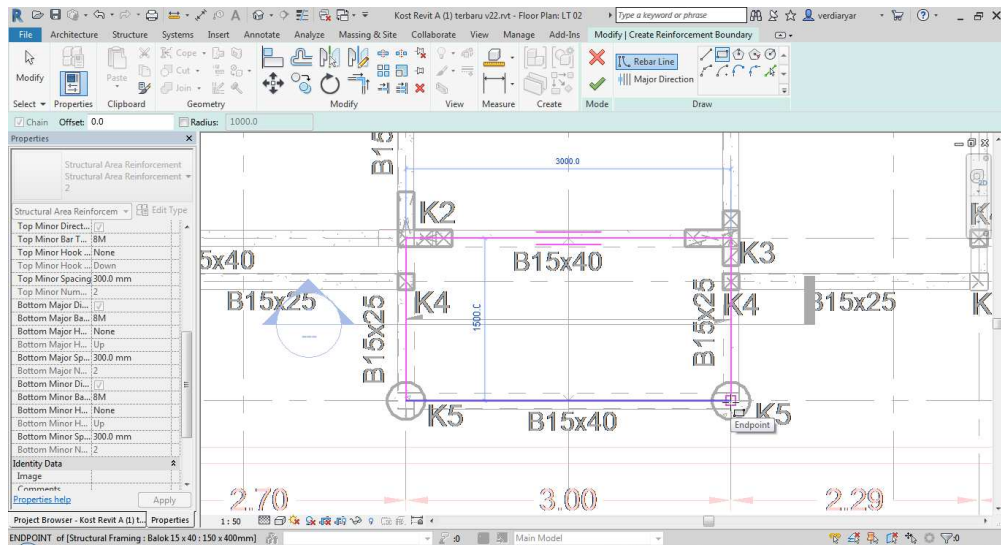 Kost Revit A (1) terbaru v22.rvt - Floor Plan: LT 02
Type a keyword or phrase
verdiaryar
File Architecture Structure Systems Insert Annotate Analyze Massing & Site Collaborate View Manage Add-Ins Modify | Create Reinforcement Boundary
Modify
Paste
Cope
Cut
Join
Rebar Line
Major Direction
Select Properties Clipboard Geometry Modify View Measure Create Mode Draw
Chain Offset: 0.0 Radius: 1000.0
Properties
Structural Area Reinforcement
Structural Area Reinforcement
2
Structural Area Reinforcem Edit Type
Top Minor Direct...
Top Minor Bar T... 8M
Top Minor Hook ... None
Top Minor Hook ... Down
Top Minor Spacing 300.0 mm
Top Minor Num... 2
Bottom Major Di...
Bottom Major Ba... 8M
Bottom Major H... None
Bottom Major H... Up
Bottom Major Sp... 300.0 mm
Bottom Major N... 2
Bottom Minor Di...
Bottom Minor Ba... 8M
Bottom Minor H... None
Bottom Minor H... Up
Bottom Minor Sp... 300.0 mm
Bottom Minor N... 2
Identity Data
Image
Comments
Properties help Apply
Project Browser - Kost Revit A (1) t... Properties
B15
3000.0
B15
K2
K3
5x40
B15x40
B15x25
K4
K4
B15x25
K
B15x25
1500.0
B15x25
K5
B15x40
K5
Endpoint
2.70
3.00
2.29
1 : 50
:0 Main Model
:0
ENDPOINT of [Structural Framing : Balok 15 x 40 : 150 x 400mm]